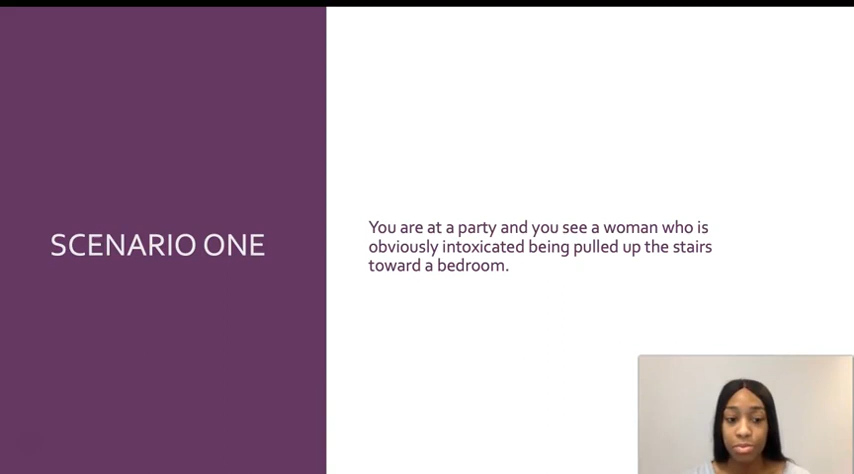 SCENARIO ONE
You are at a party and you see a woman who is
obviously intoxicated being pulled up the stairs
toward a bedroom.